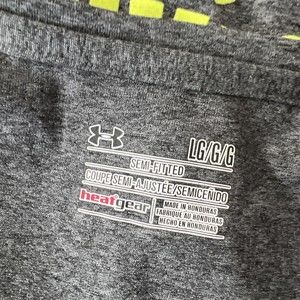 LG/G/G
SEMI-FITTED
COUPE SEMI-AJUSTÉE/SEMICEÑIDO
heatgear
MADE IN HONDURAS
FABRIQUÉ AU HONDURAS
HECHO EN HONDURAS